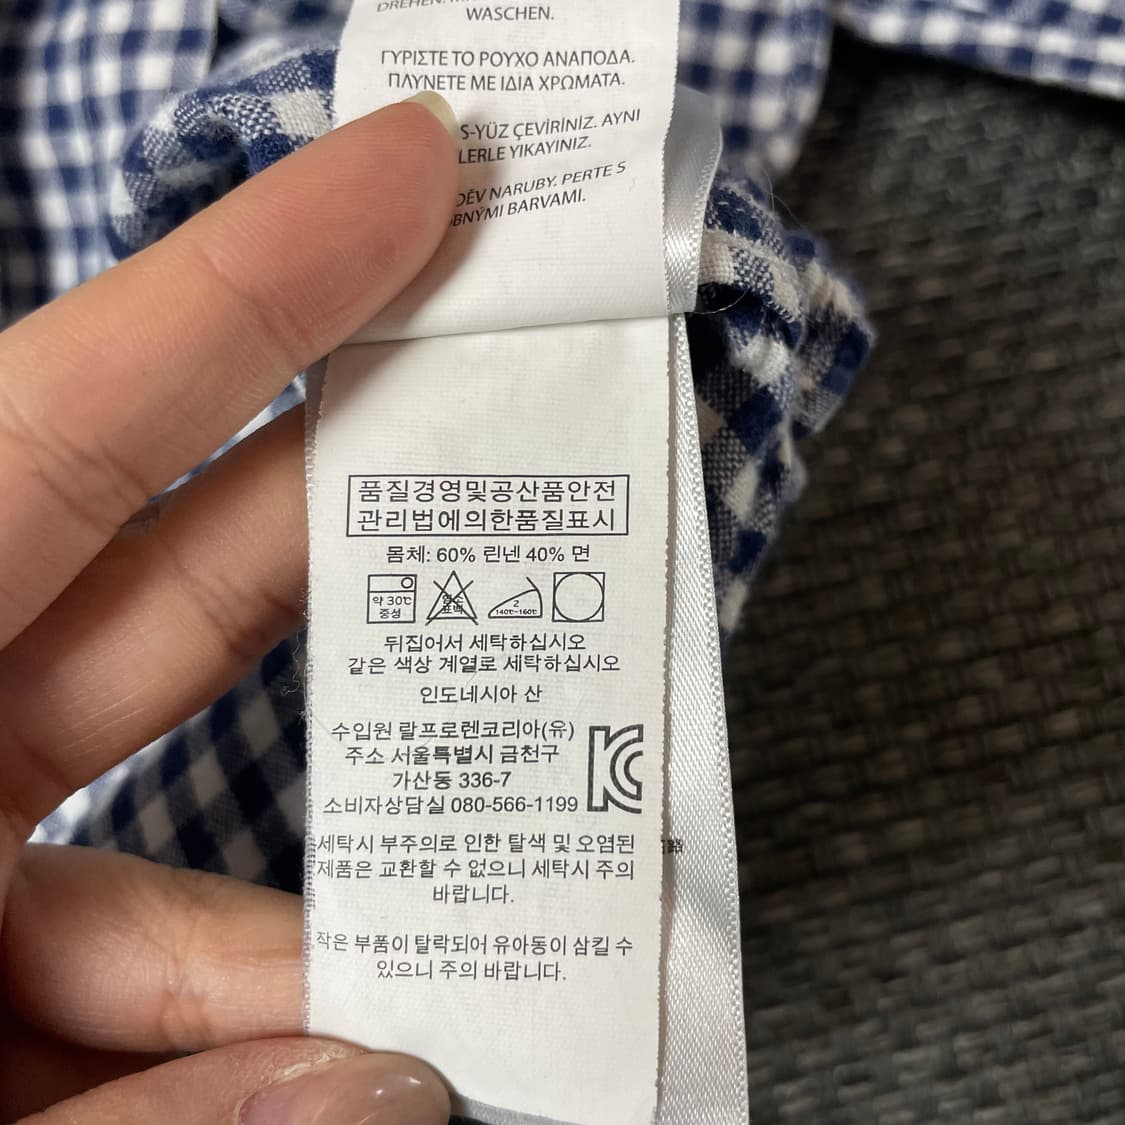 WASCHEN.
ΓΥΡΙΣΤΕ ΤΟ ΡΟΥΧΟ ΑΝΑΠΟΔΑ.
ΠΛΥΝΕΤΕ ΜΕ ΙΔΙΑ ΧΡΩΜΑΤΑ.
S-YÜZ ÇEVİRİNİZ. AYNI
LERLE YIKAYINIZ.
NARUBY. PERTE S
BARVAMI.
품질경영및공산품안전
관리법에의한품질표시
몸체: 60% 린넨 40% 면
약 30℃
중성
염소
표백
2
140℃-160℃
뒤집어서 세탁하십시오
같은 색상 계열로 세탁하십시오
인도네시아 산
수입원 랄프로렌코리아(유)
주소 서울특별시 금천구
가산동 336-7
소비자상담실 080-566-1199
세탁시 부주의로 인한 탈색 및 오염된
제품은 교환할 수 없으니 세탁시 주의
바랍니다.
작은 부품이 탈락되어 유아동이 삼킬 수
있으니 주의 바랍니다.